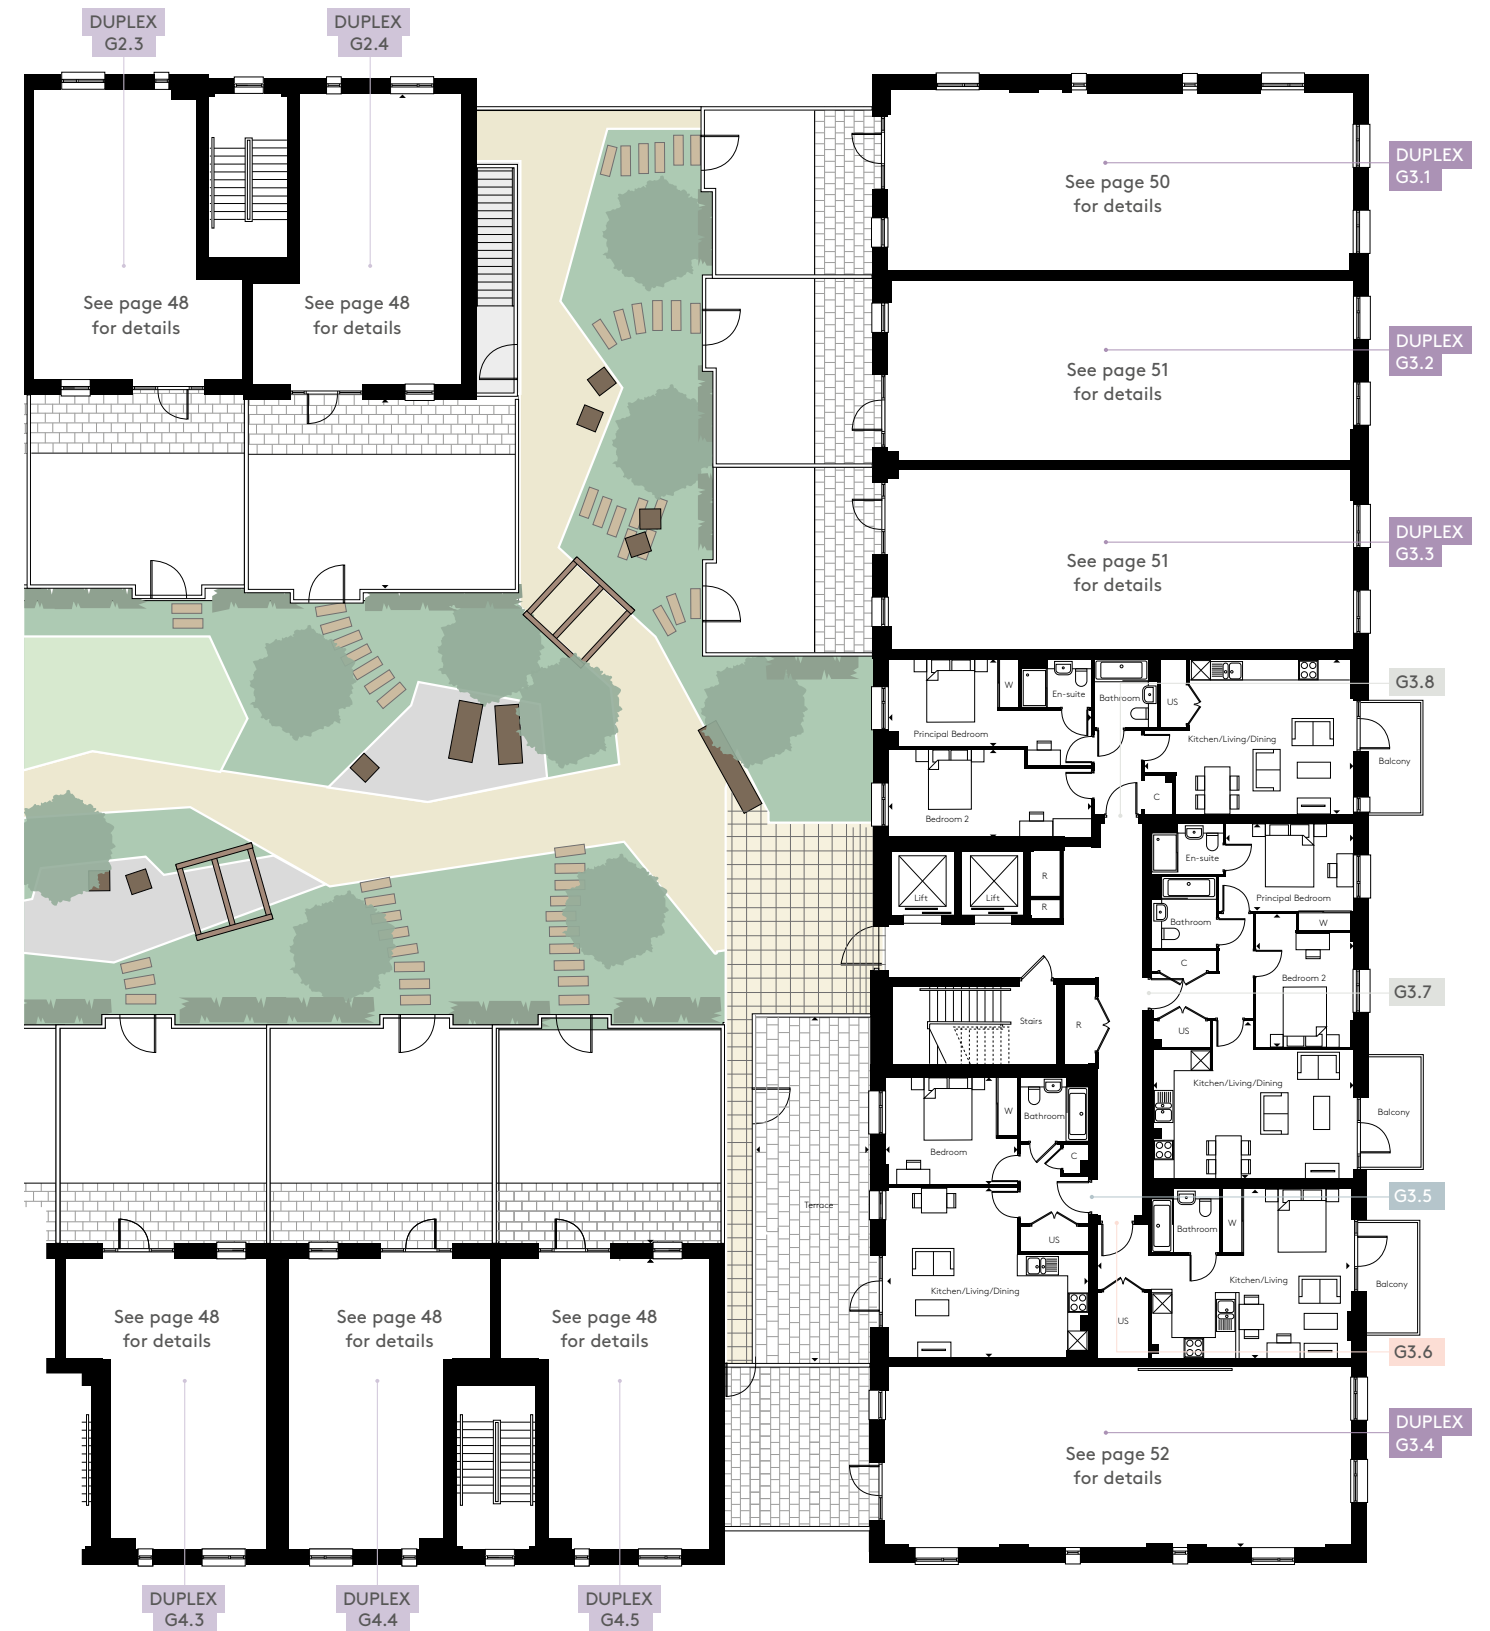 DUPLEX
G2.3
DUPLEX
G2.4
See page 48
for details
See page 48
for details
See page 50
for details
DUPLEX
G3.1
See page 51
for details
DUPLEX
G3.2
See page 51
for details
DUPLEX
G3.3
W
En-suite
Bathroom
US
Principal Bedroom
Kitchen/Living/Dining
Balcony
G3.8
Bedroom 2
C
Lift
Lift
R
R
En-suite
Principal Bedroom
Bathroom
W
C
Bedroom 2
G3.7
US
Stairs
R
Kitchen/Living/Dining
Balcony
W
Bathroom
Bedroom
C
G3.5
Terrace
US
Kitchen/Living/Dining
Bathroom
W
Kitchen/Living
Balcony
US
G3.6
See page 48
for details
See page 48
for details
See page 48
for details
See page 52
for details
DUPLEX
G3.4
DUPLEX
G4.3
DUPLEX
G4.4
DUPLEX
G4.5